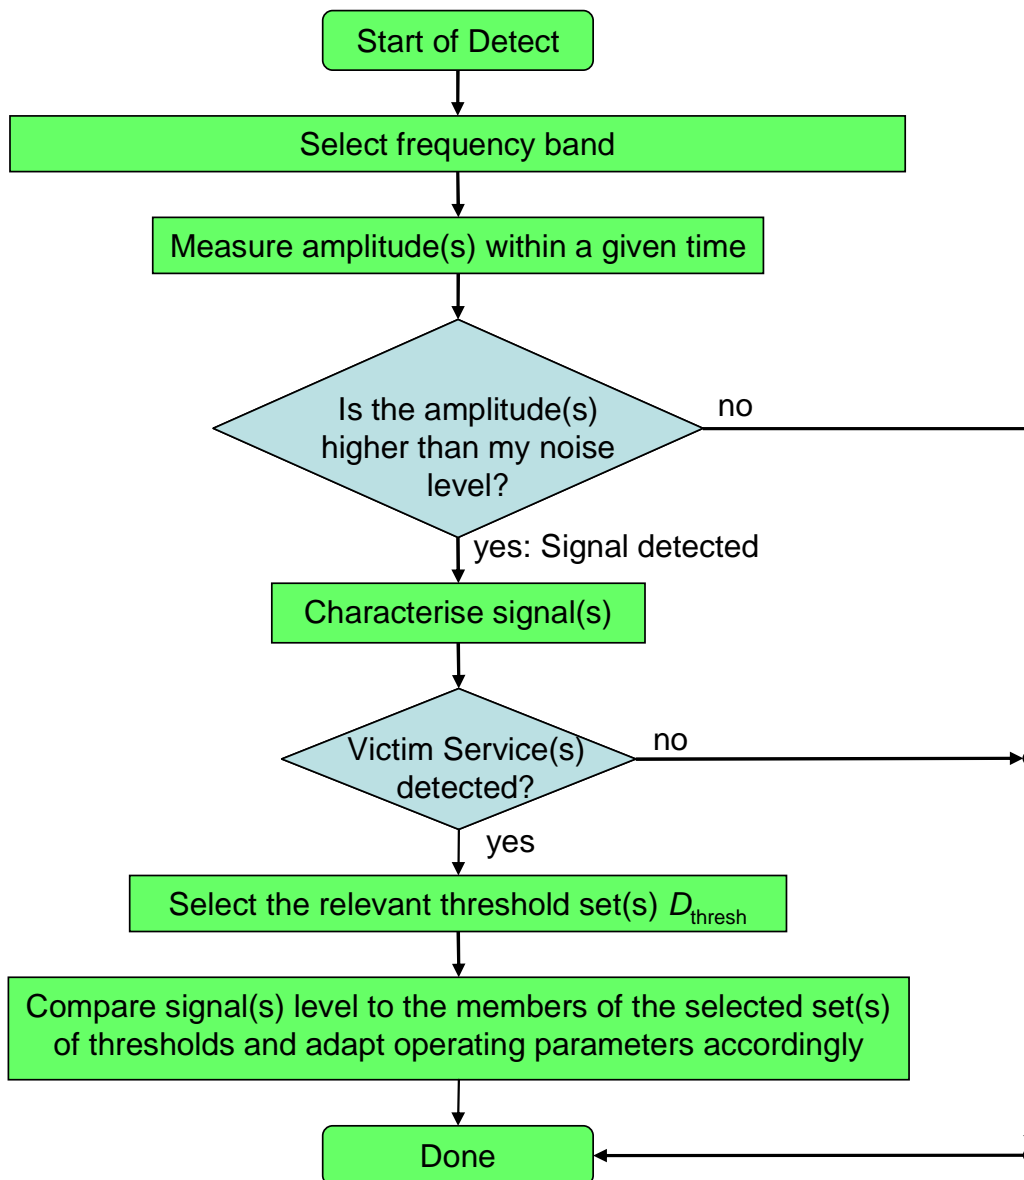 Start of Detect
Select frequency band
Measure amplitude(s) within a given time
Is the amplitude(s)
higher than my noise
level?
no
yes: Signal detected
Characterise signal(s)
Victim Service(s)
detected?
no
yes
Select the relevant threshold set(s) Dthresh
Compare signal(s) level to the members of the selected set(s)
of thresholds and adapt operating parameters accordingly
Done